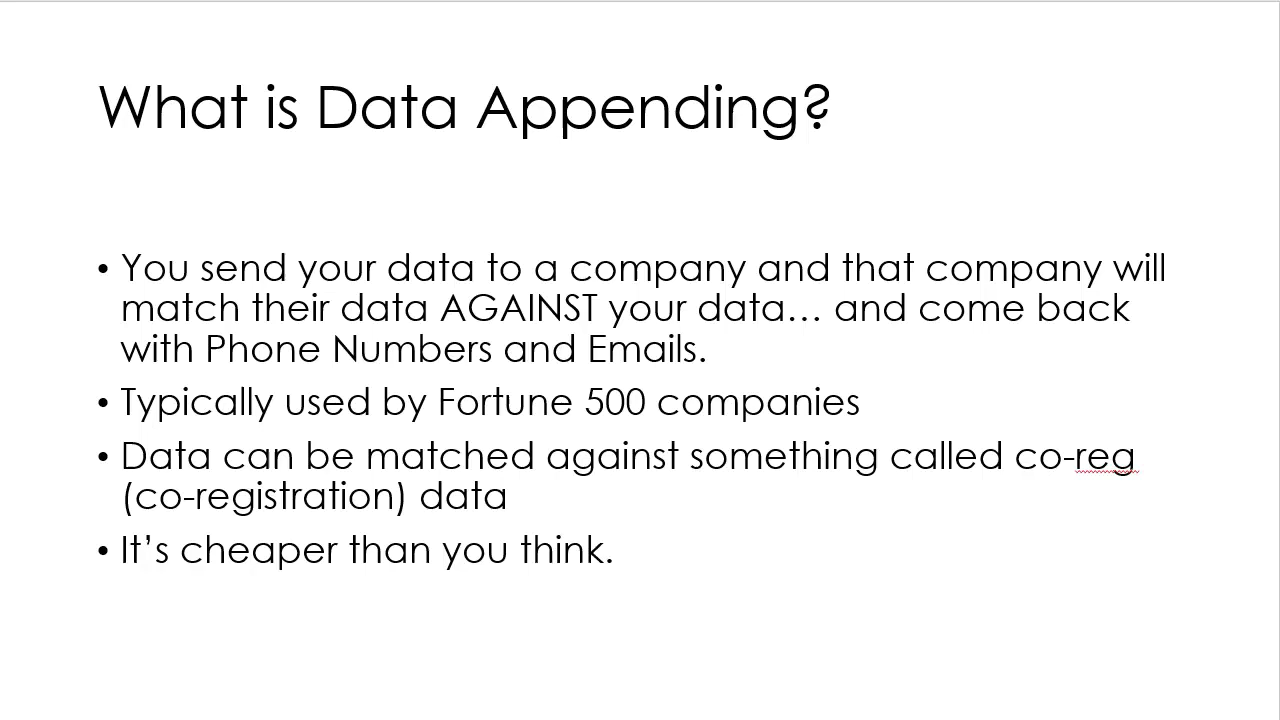 What is Data Appending?
• You send your data to a company and that company will
match their data AGAINST your data… and come back
with Phone Numbers and Emails.
• Typically used by Fortune 500 companies
• Data can be matched against something called co-reg
(co-registration) data
• It’s cheaper than you think.